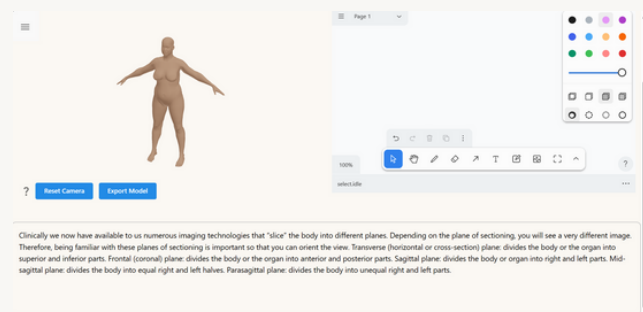 Page 1
100%
?
select.idle
...
? Reset Camera Export Model
Clinically we now have available to us numerous imaging technologies that "slice" the body into different planes. Depending on the plane of sectioning, you will see a very different image.
Therefore, being familiar with these planes of sectioning is important so that you can orient the view. Transverse (horizontal or cross-section) plane: divides the body or the organ into
superior and inferior parts. Frontal (coronal) plane: divides the body or the organ into anterior and posterior parts. Sagittal plane: divides the body or organ into right and left parts. Mid-
sagittal plane: divides the body into equal right and left halves. Parasagittal plane: divides the body into unequal right and left parts.